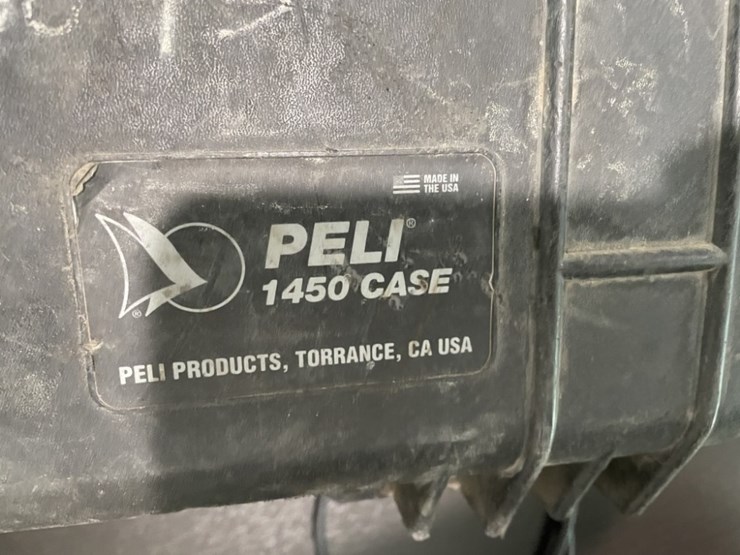 MADE IN
THE USA
PELI®
1450 CASE
®
PELI PRODUCTS, TORRANCE, CA USA